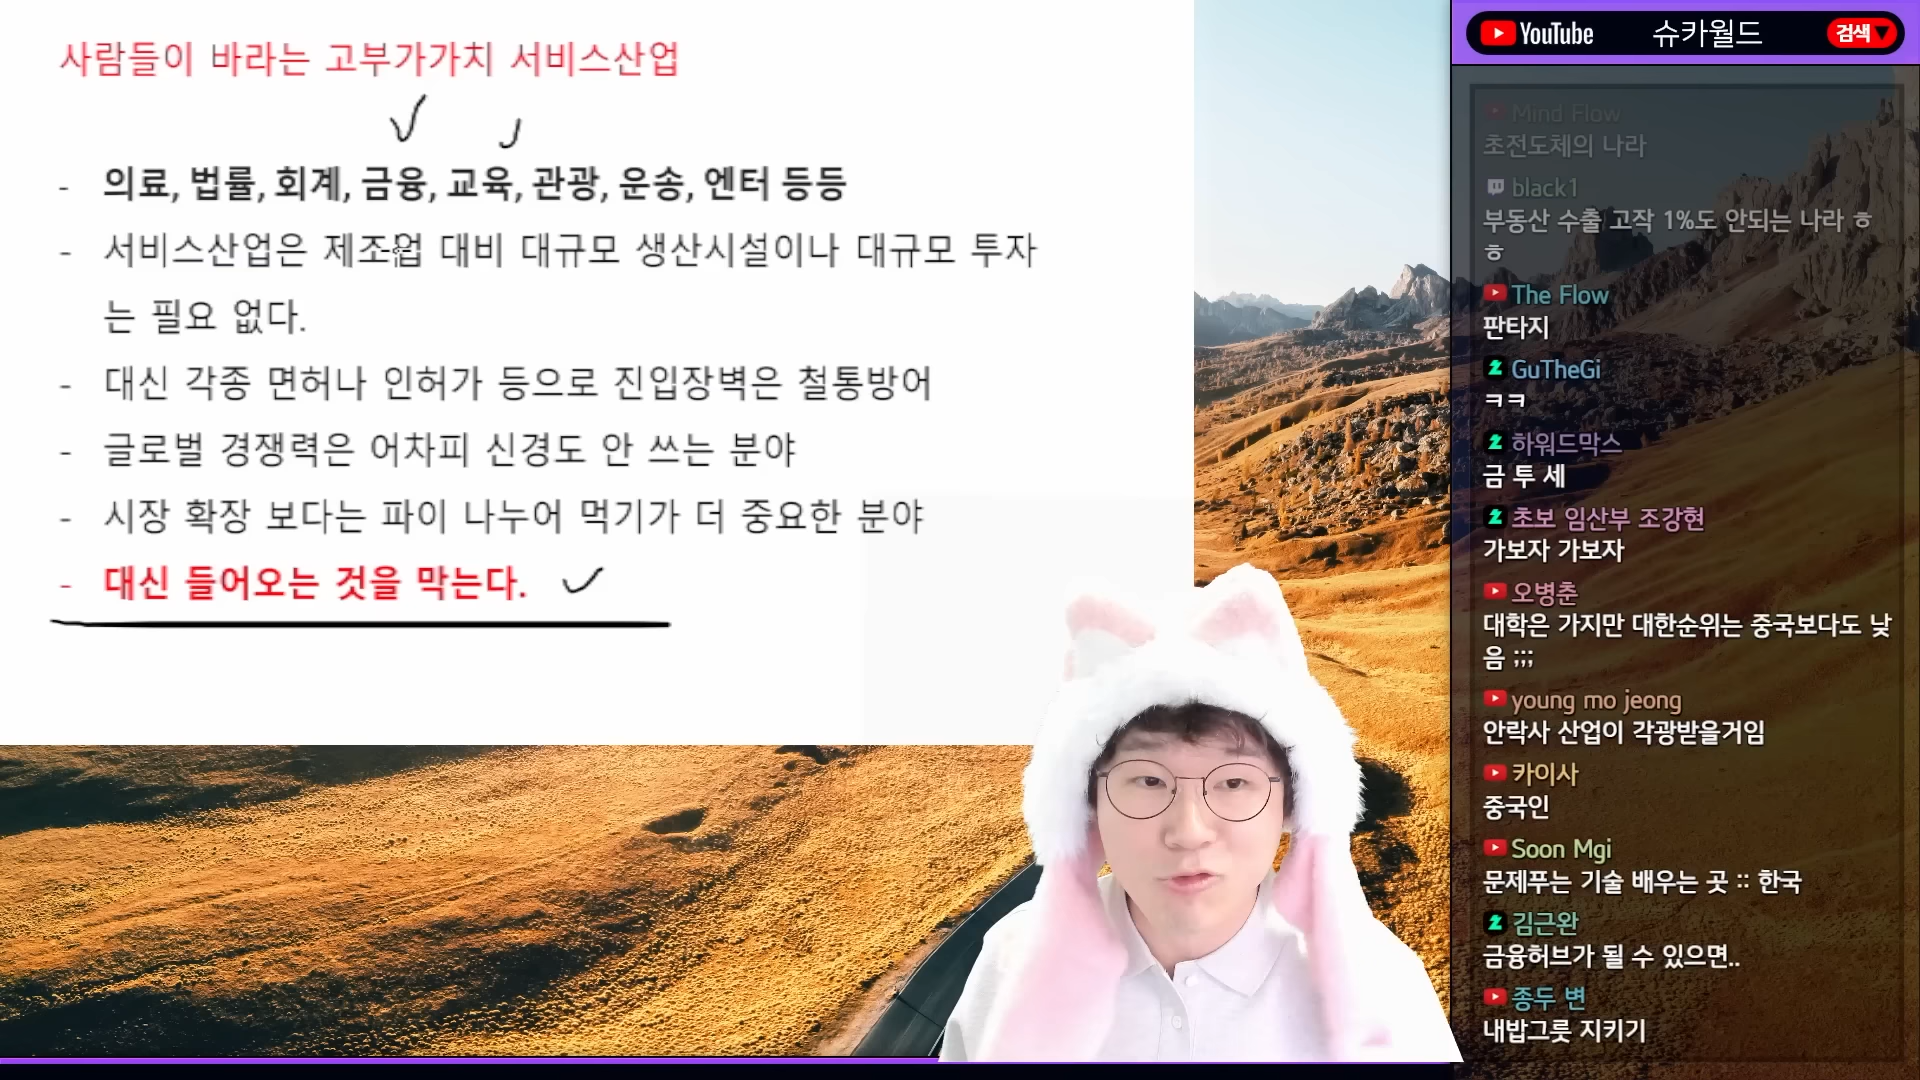 사람들이 바라는 고부가가치 서비스산업
- 의료, 법률, 회계, 금융, 교육, 관광, 운송, 엔터 등등
- 서비스산업은 제조업 대비 대규모 생산시설이나 대규모 투자
는 필요 없다.
- 대신 각종 면허나 인허가 등으로 진입장벽은 철통방어
- 글로벌 경쟁력은 어차피 신경도 안 쓰는 분야
- 시장 확장 보다는 파이 나누어 먹기가 더 중요한 분야
- 대신 들어오는 것을 막는다.
YouTube 슈카월드 검색
Mind Flow
초전도체의 나라
black1
부동산 수출 고작 1%도 안되는 나라 ㅎ
ㅎ
The Flow
판타지
GuTheGi
ㅋㅋ
하워드막스
금 투 세
초보 임산부 조강현
가보자 가보자
오병춘
대학은 가지만 대한순위는 중국보다도 낮
음 ;;;
young mo jeong
안락사 산업이 각광받을거임
카이사
중국인
Soon Mgi
문제푸는 기술 배우는 곳 :: 한국
김근완
금융허브가 될 수 있으면..
종두 변
내밥그릇 지키기